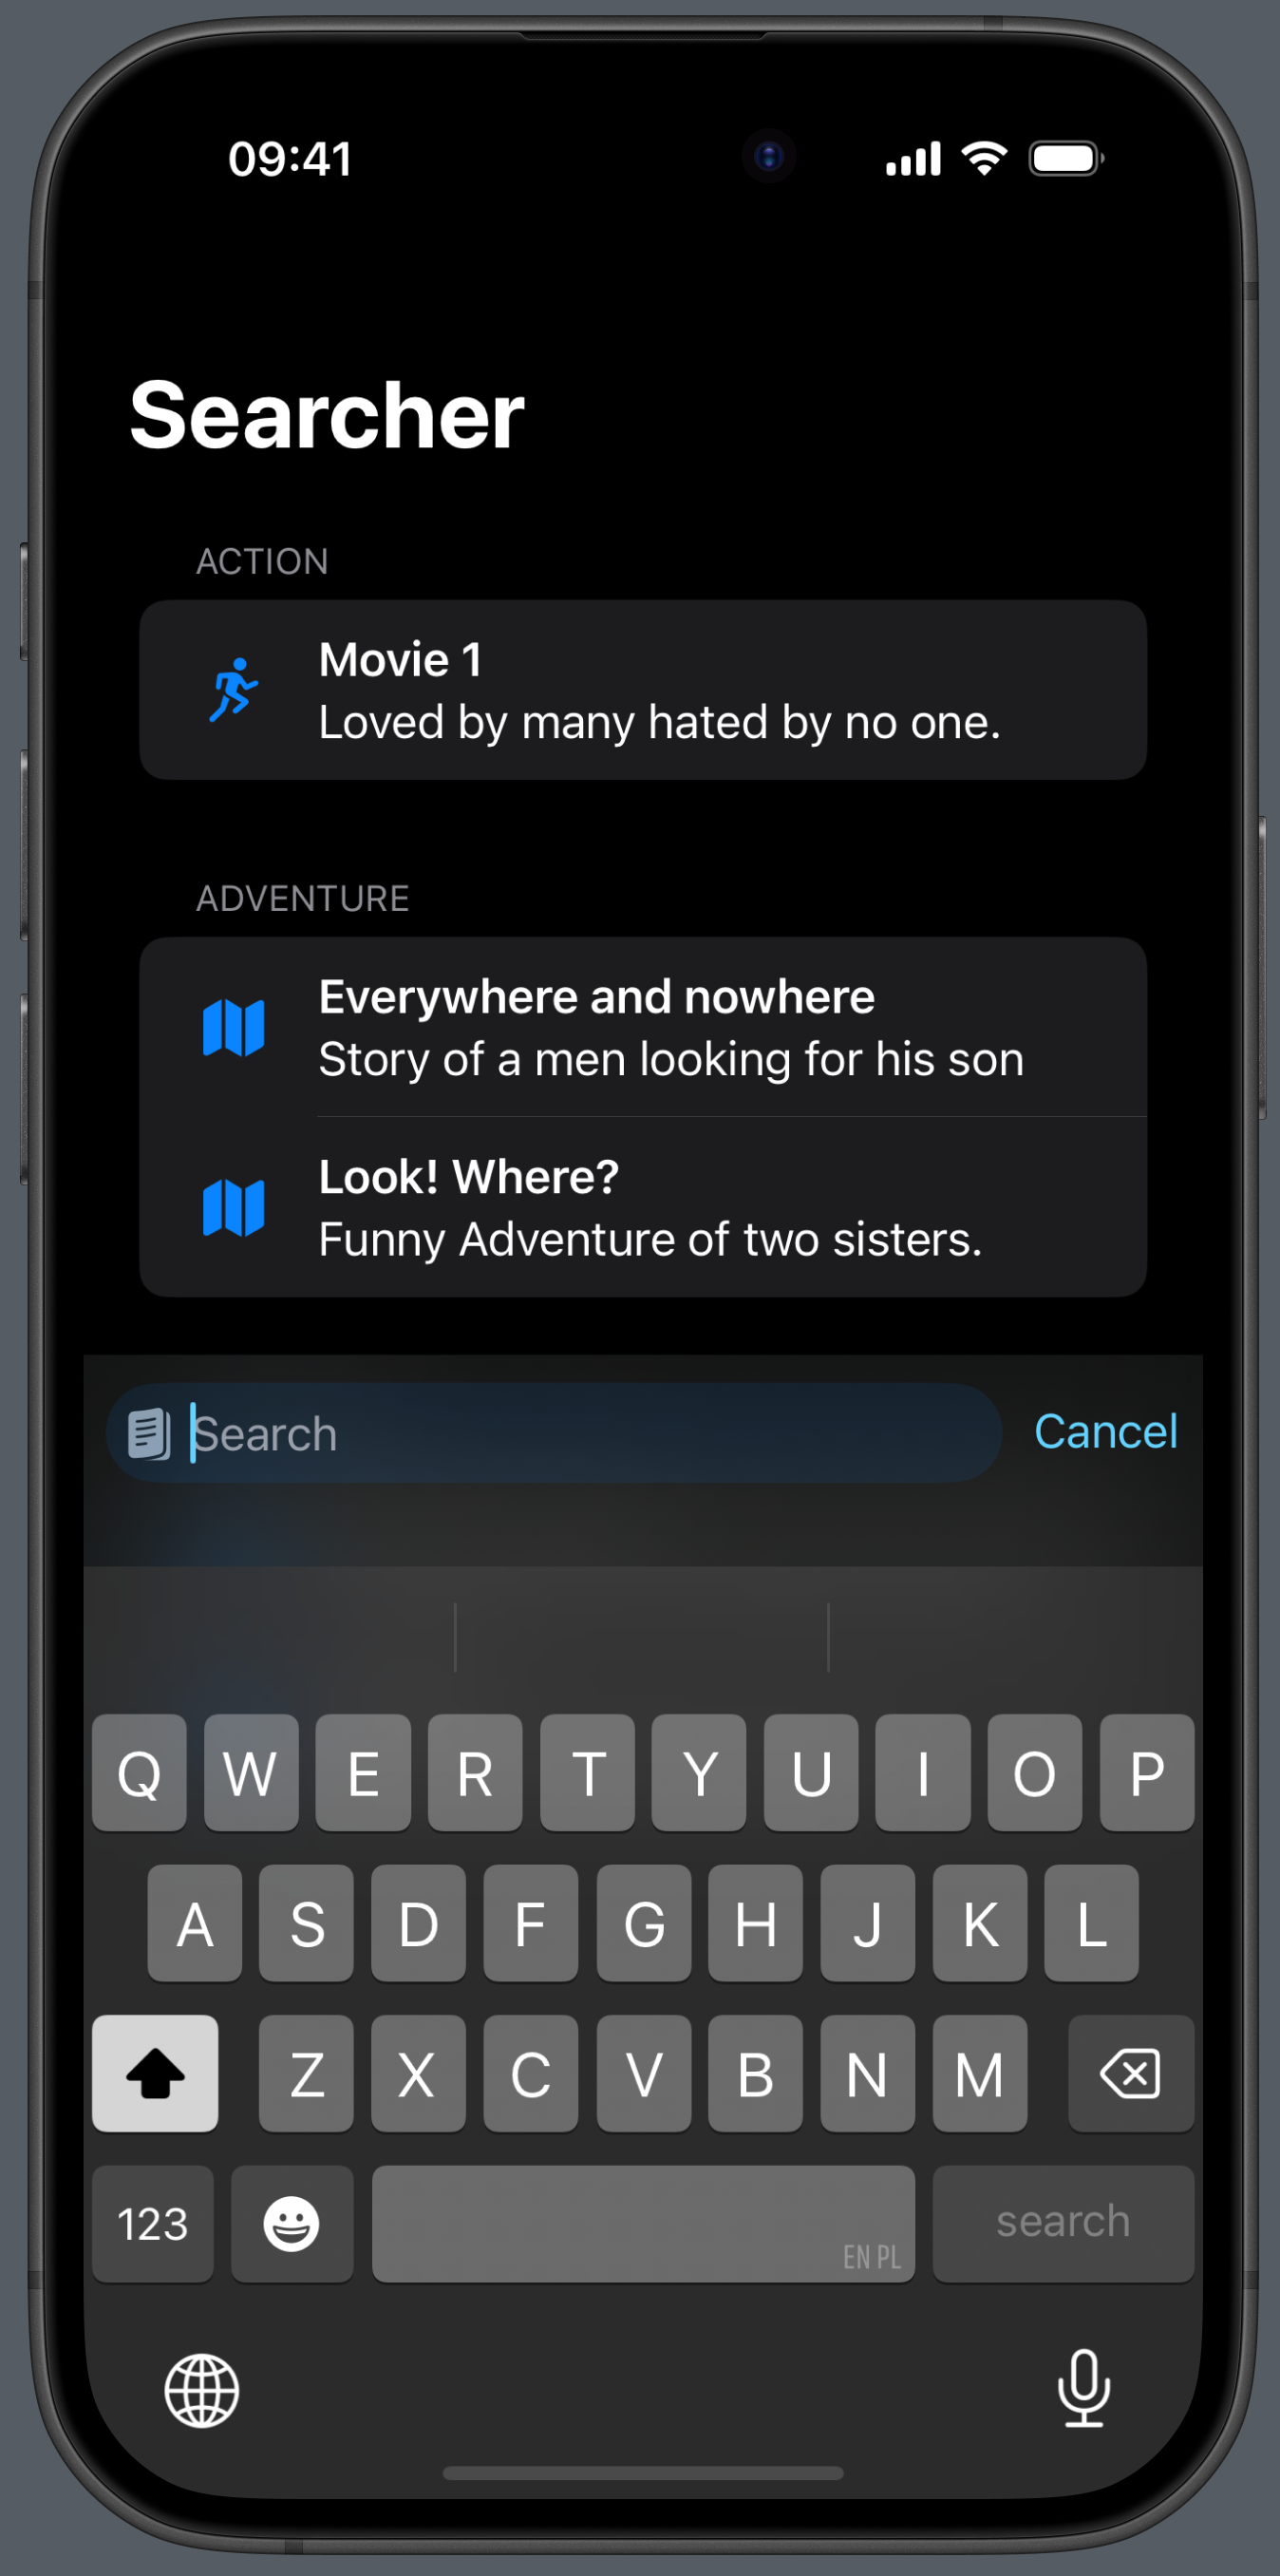 09:41
Searcher
ACTION
Movie 1
Loved by many hated by no one.
ADVENTURE
Everywhere and nowhere
Story of a men looking for his son
Look! Where?
Funny Adventure of two sisters.
Search Cancel
Q W E R T Y U I O P
A S D F G H J K L
Z X C V B N M
123 EN PL search